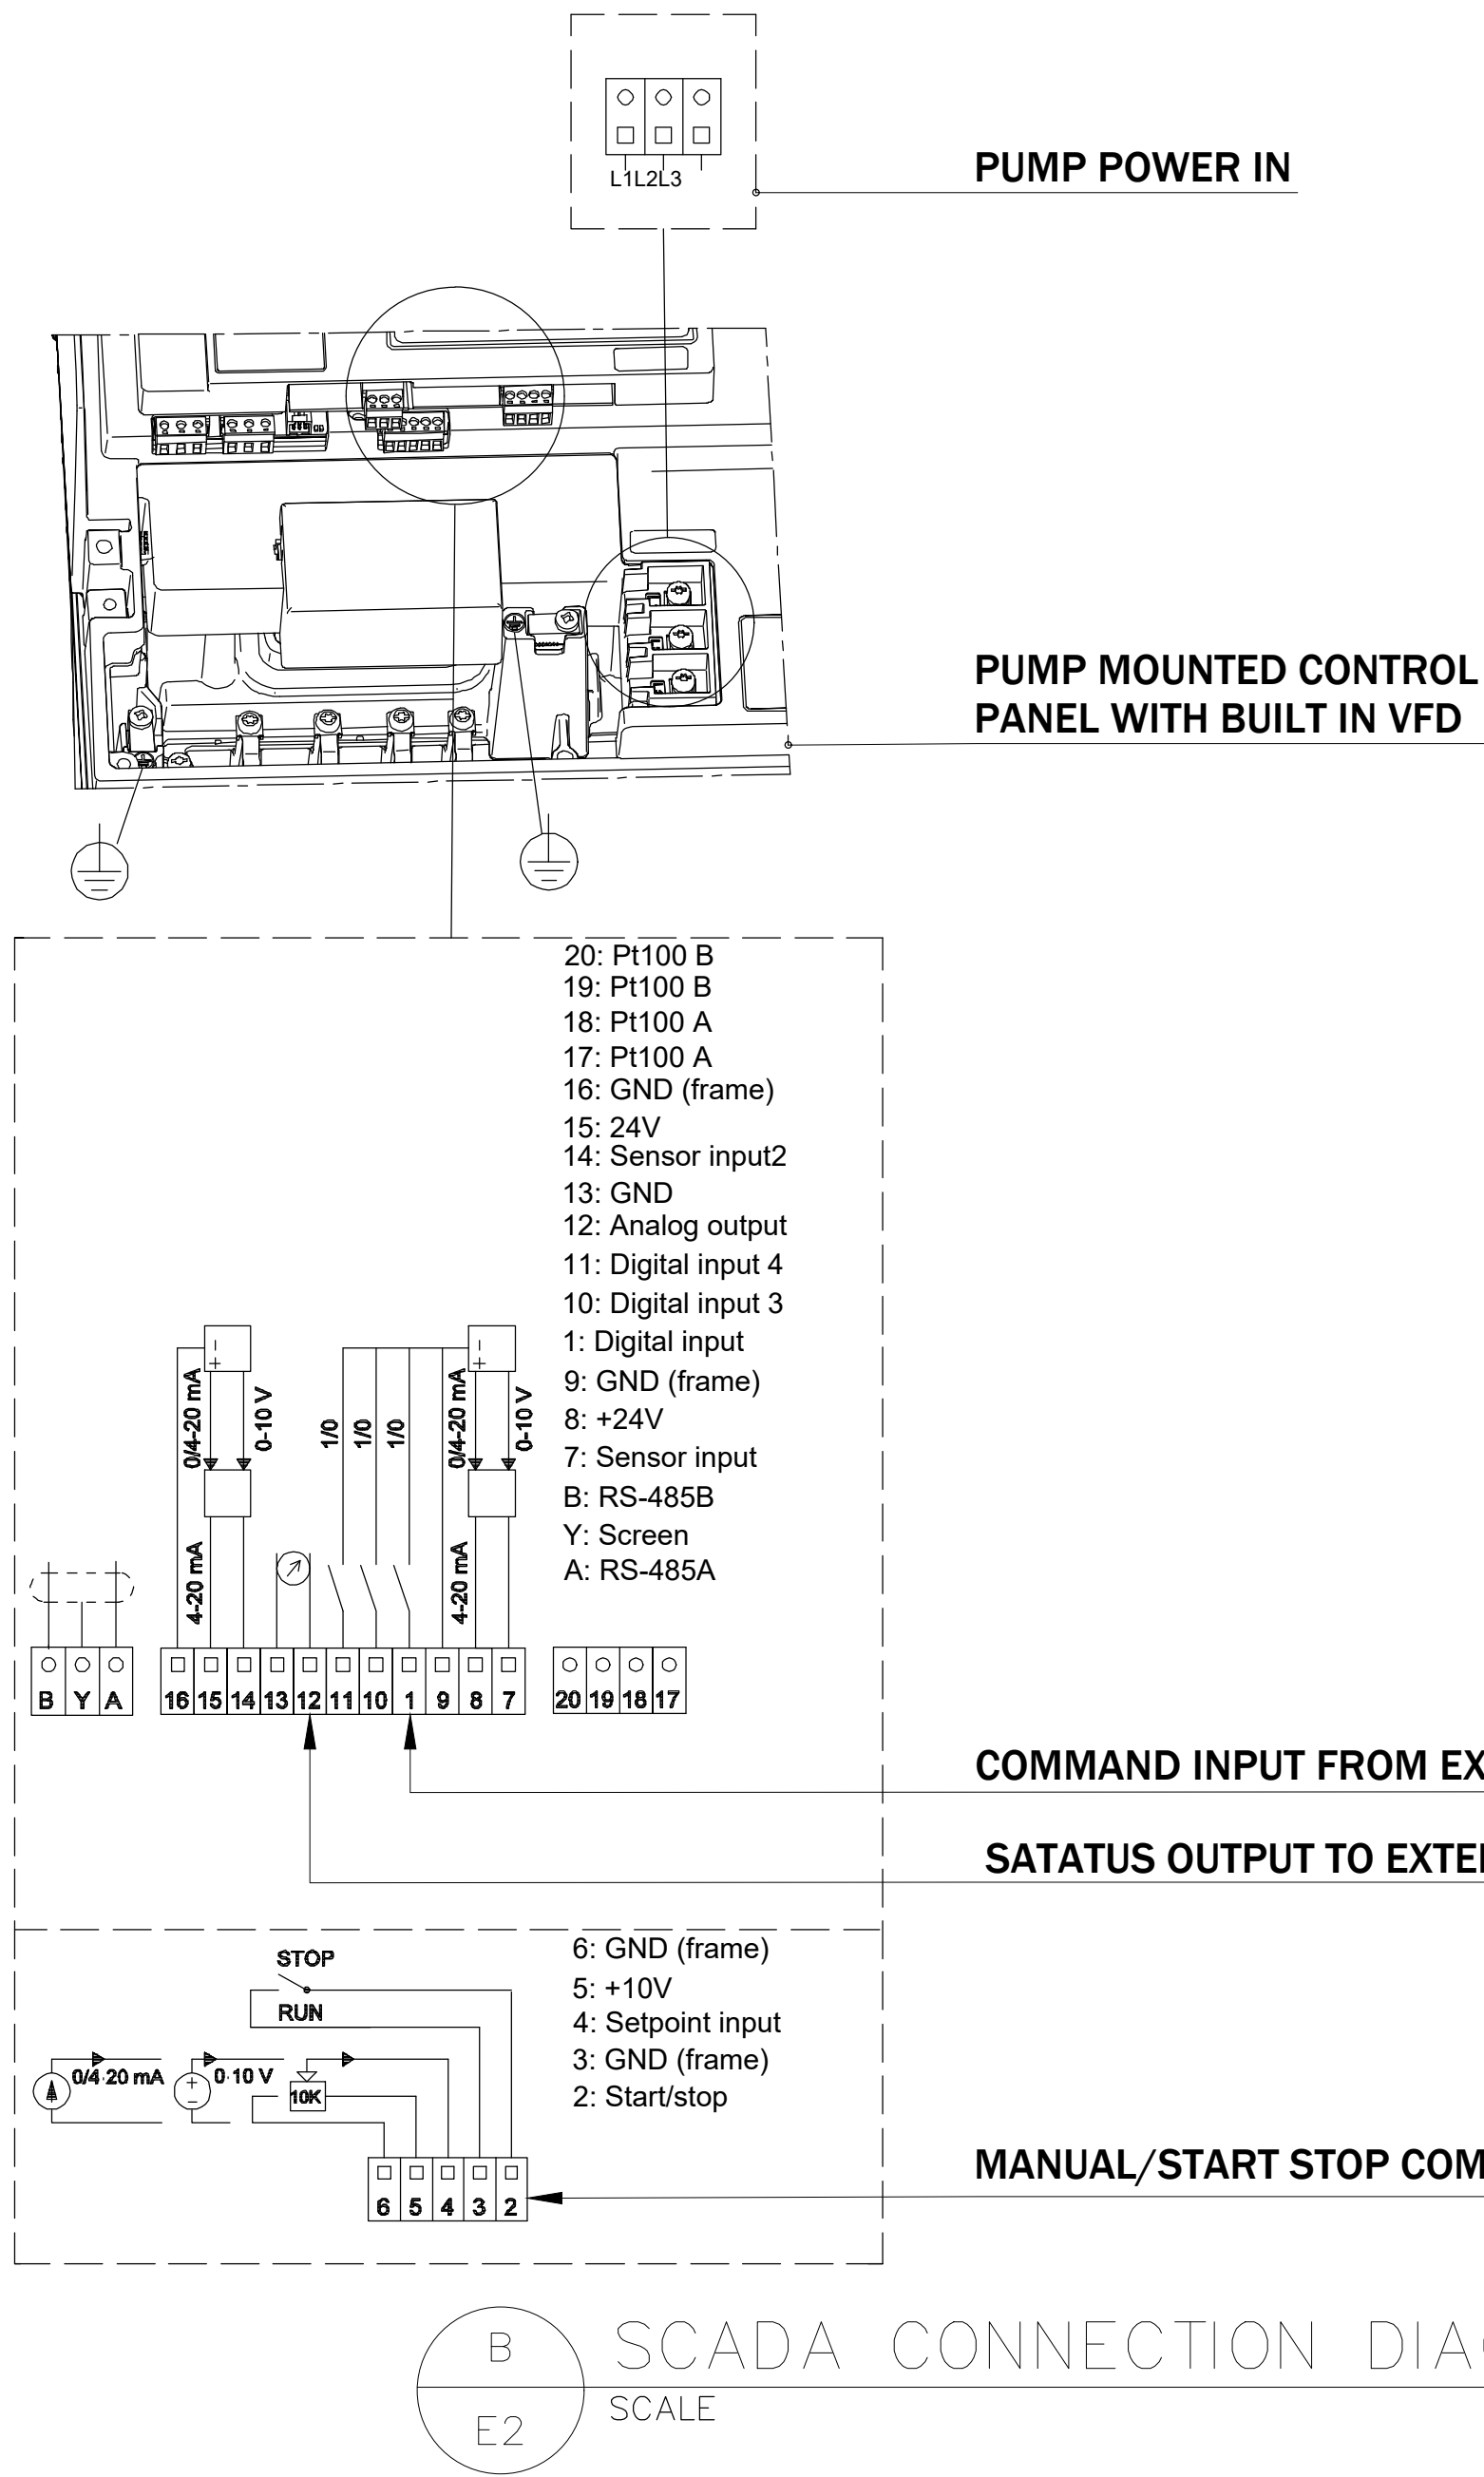 L1L2L3
PUMP POWER IN
PUMP MOUNTED CONTROL
PANEL WITH BUILT IN VFD
20: Pt100 B
19: Pt100 B
18: Pt100 A
17: Pt100 A
16: GND (frame)
15: 24V
14: Sensor input2
13: GND
12: Analog output
11: Digital input 4
10: Digital input 3
1: Digital input
9: GND (frame)
8: +24V
7: Sensor input
B: RS-485B
Y: Screen
A: RS-485A
0/4-20 mA
0-10 V
1/0
1/0
1/0
0/4-20 mA
0-10 V
4-20 mA
4-20 mA
B Y A
16 15 14 13 12 11 10 1 9 8 7
20 19 18 17
COMMAND INPUT FROM EX
SATATUS OUTPUT TO EXTE
STOP
RUN
0/4-20 mA
0-10 V
10K
6: GND (frame)
5: +10V
4: Setpoint input
3: GND (frame)
2: Start/stop
6 5 4 3 2
MANUAL/START STOP COM
B
E2
SCADA CONNECTION DIA
SCALE